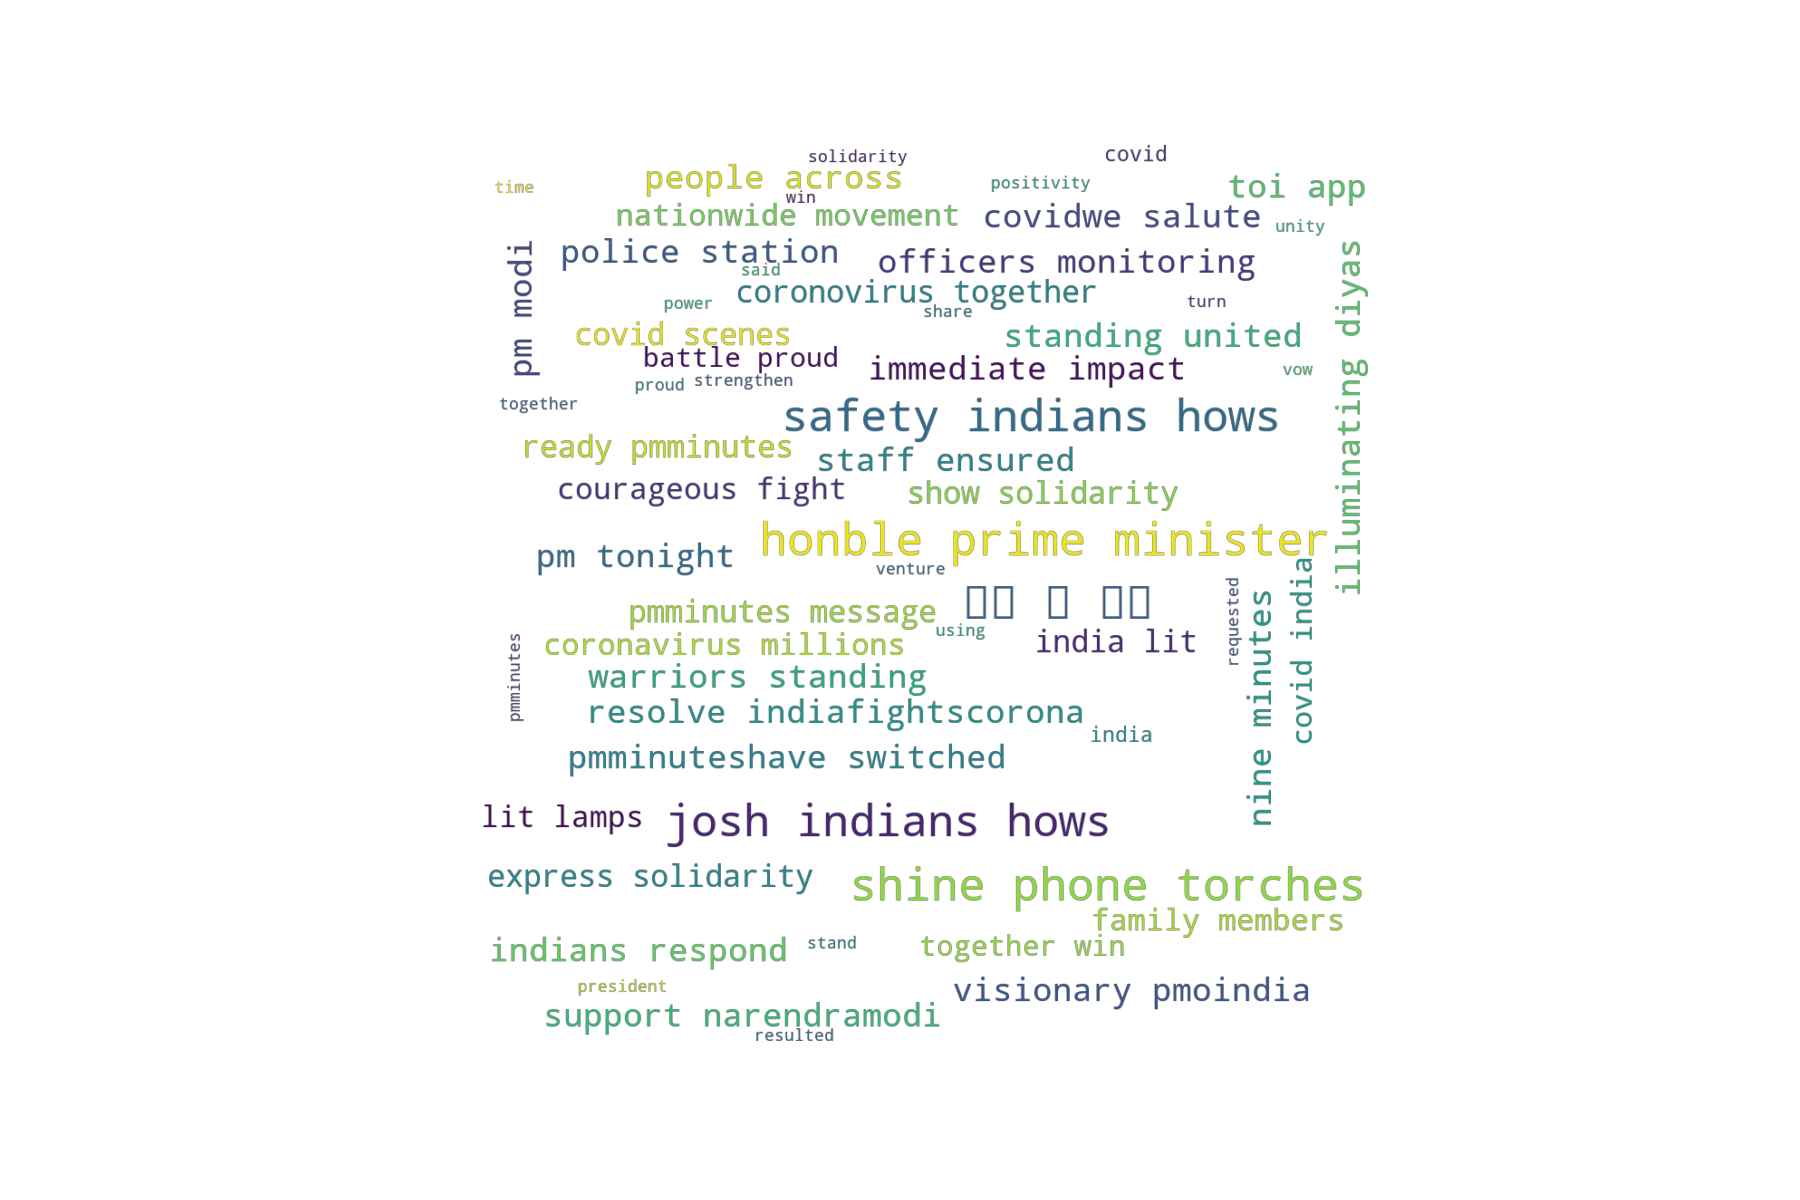 solidarity
covid
people across
time
positivity
toi app
win
nationwide movement
covidwe salute
unity
police station
officers monitoring
said
pm modi
illuminating diyas
coronovirus together
power
share
turn
covid scenes
standing united
battle proud
immediate impact
proud
strengthen
vow
together
safety indians hows
ready pmminutes
staff ensured
courageous fight
show solidarity
honble prime minister
pm tonight
venture
pmminutes message
requested
nine minutes
covid india
using
coronavirus millions
india lit
pmminutes
warriors standing
resolve indiafightscorona
india
pmminuteshave switched
lit lamps
josh indians hows
express solidarity
shine phone torches
family members
indians respond
stand
together win
president
visionary pmoindia
support narendramodi
resulted